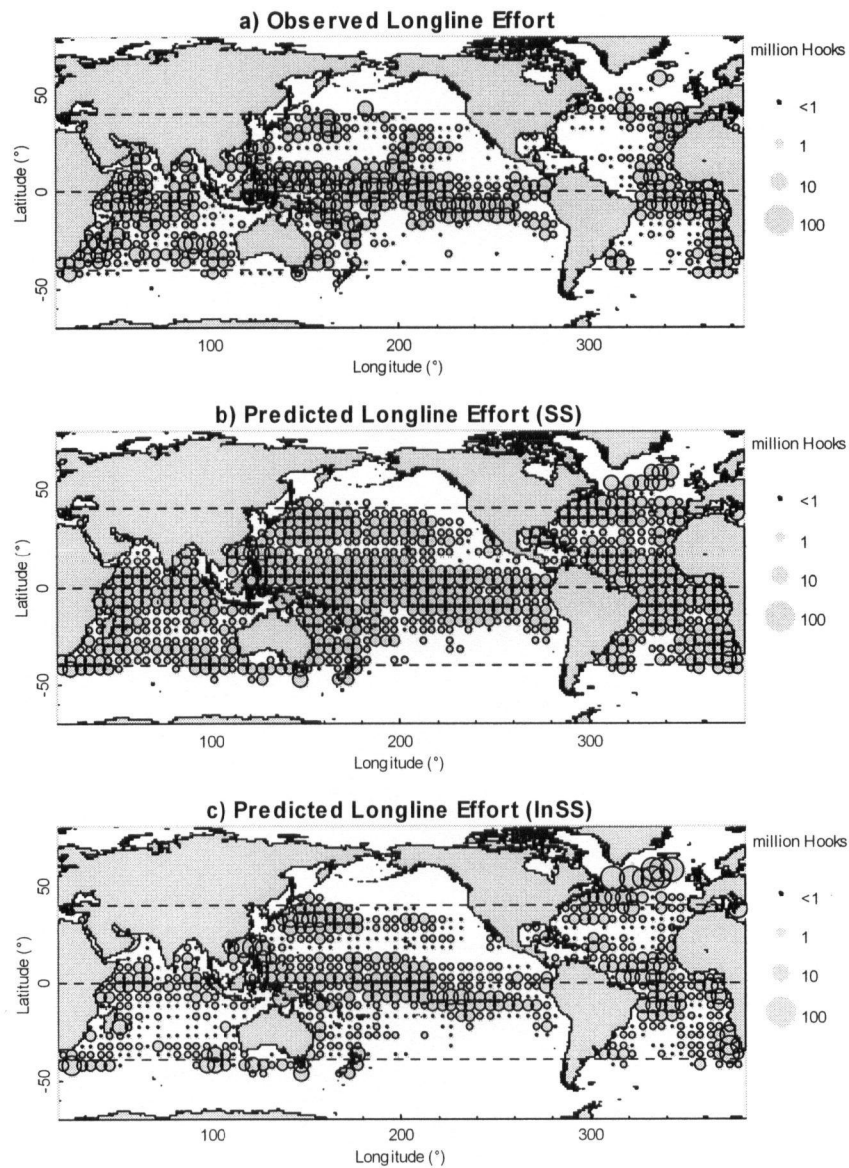 a) Observed Longline Effort
million Hooks
<1
1
10
100
50
0
-50
Latitude (°)
100
200
300
Longitude (°)
b) Predicted Longline Effort (SS)
million Hooks
<1
1
10
100
50
0
-50
Latitude (°)
100
200
300
Longitude (°)
c) Predicted Longline Effort (lnSS)
million Hooks
<1
1
10
100
50
0
-50
Latitude (°)
100
200
300
Longitude (°)